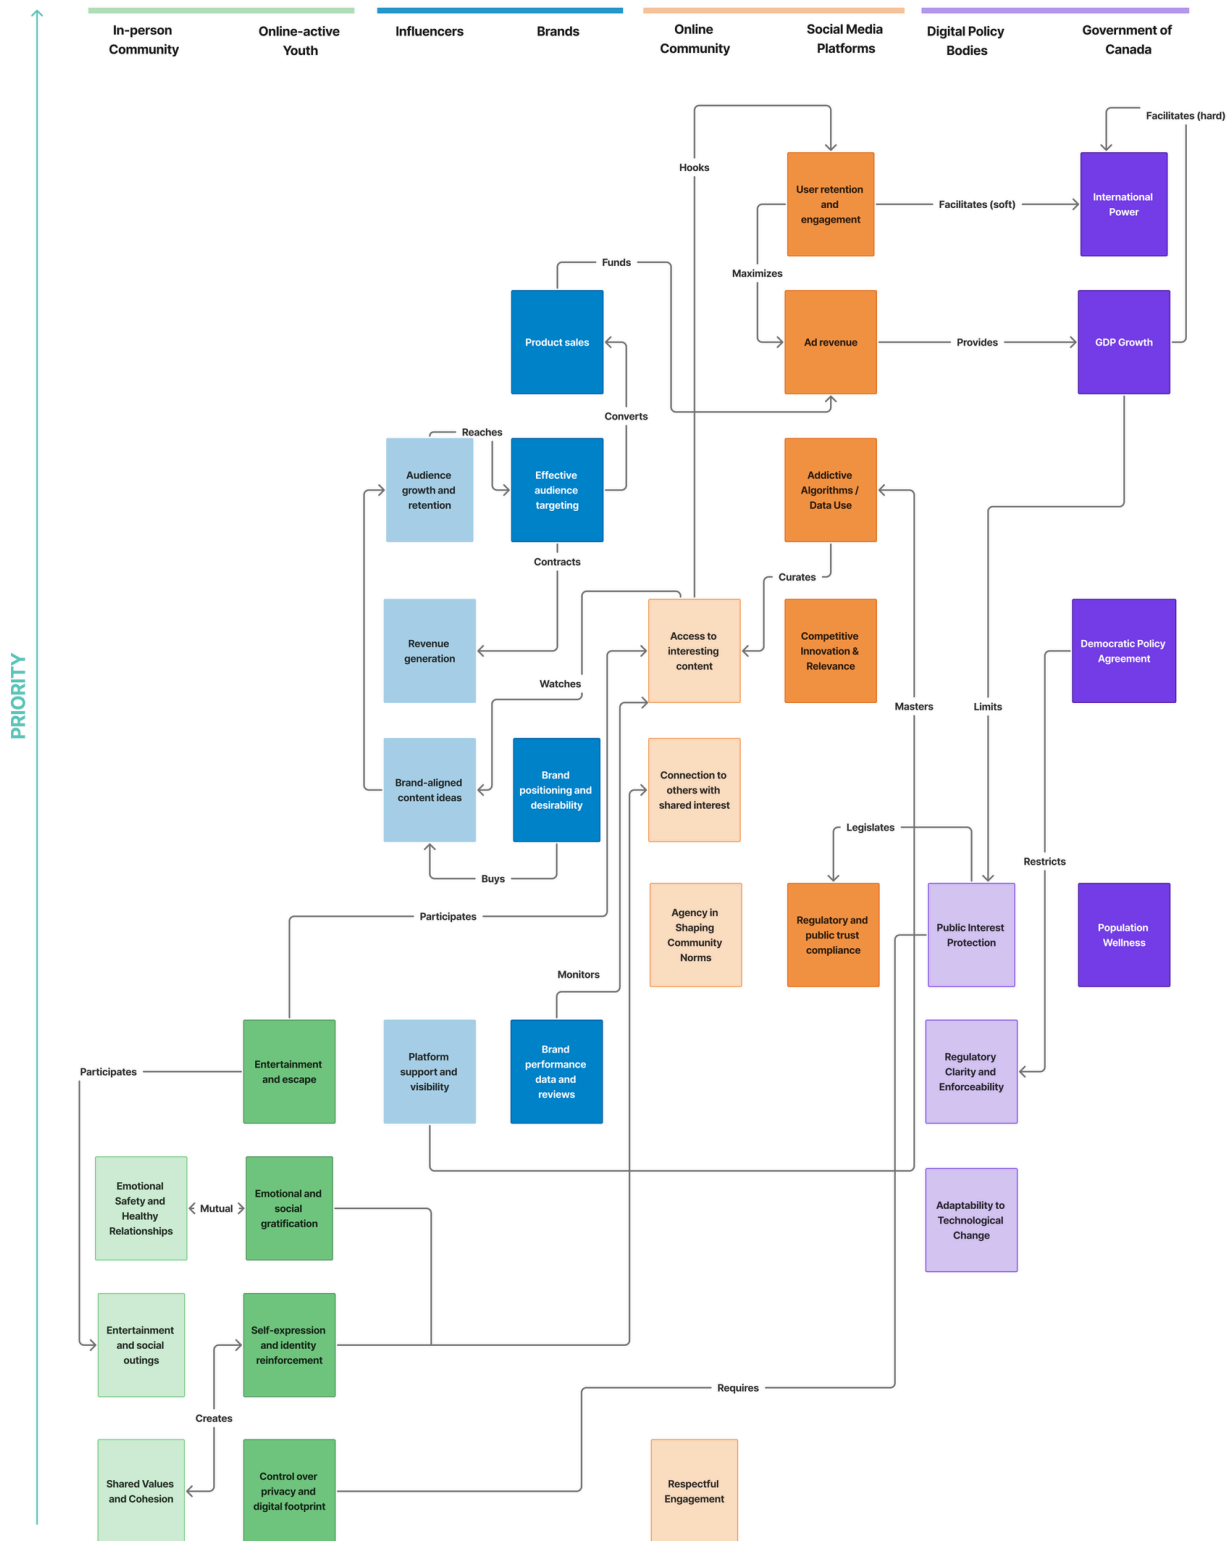 In-person
Community
Online-active
Youth
Influencers
Brands
Online
Community
Social Media
Platforms
Digital Policy
Bodies
Government of
Canada
PRIORITY
Facilitates (hard)
Hooks
User retention
and
engagement
Facilitates (soft)
International
Power
Funds
Maximizes
Product sales
Ad revenue
Provides
GDP Growth
Converts
Reaches
Audience
growth and
retention
Effective
audience
targeting
Addictive
Algorithms /
Data Use
Contracts
Curates
Revenue
generation
Access to
interesting
content
Competitive
Innovation &
Relevance
Democratic Policy
Agreement
Watches
Masters
Limits
Brand-aligned
content ideas
Brand
positioning and
desirability
Connection to
others with
shared interest
Legislates
Restricts
Buys
Participates
Agency in
Shaping
Community
Norms
Regulatory and
public trust
compliance
Public Interest
Protection
Population
Wellness
Monitors
Participates
Entertainment
and escape
Platform
support and
visibility
Brand
performance
data and
reviews
Regulatory
Clarity and
Enforceability
Emotional
Safety and
Healthy
Relationships
Mutual
Emotional and
social
gratification
Adaptability to
Technological
Change
Entertainment
and social
outings
Self-expression
and identity
reinforcement
Requires
Creates
Shared Values
and Cohesion
Control over
privacy and
digital footprint
Respectful
Engagement